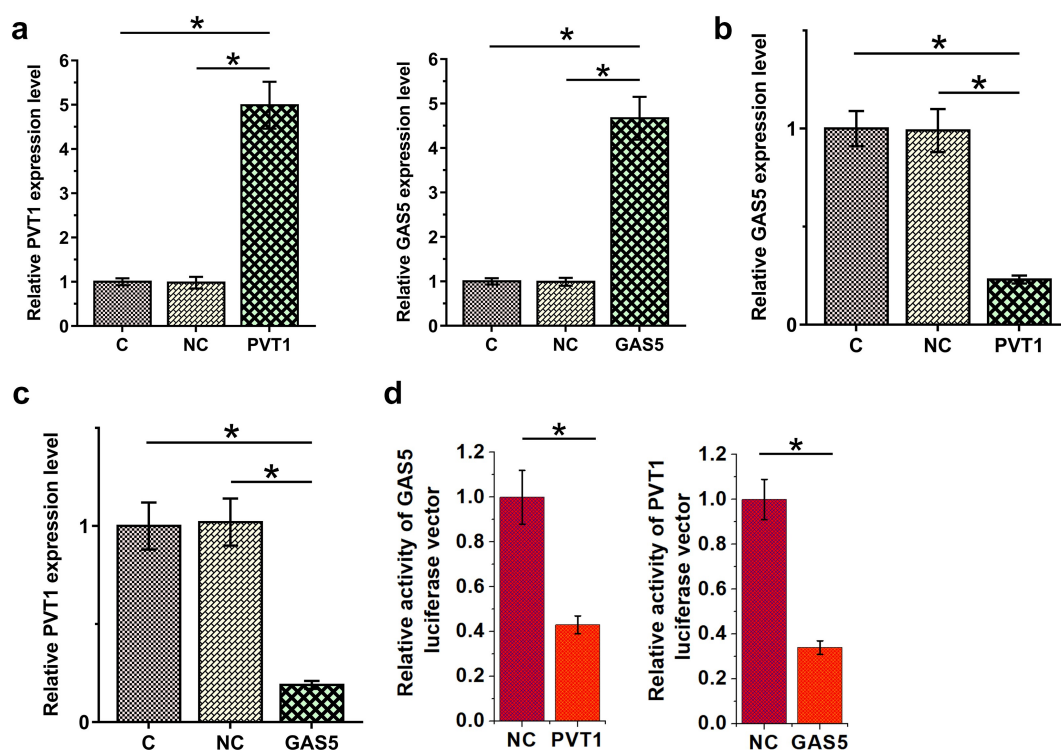 a
*
*
Relative PVT1 expression level
6
5
4
3
2
1
0
C NC PVT1
*
*
Relative GAS5 expression level
6
5
4
3
2
1
0
C NC GAS5
b
*
*
Relative GAS5 expression level
1
0
C NC PVT1
c
*
*
Relative PVT1 expression level
1
0
C NC GAS5
d
*
Relative activity of GAS5
luciferase vector
1.2
1.0
0.8
0.6
0.4
0.2
0.0
NC PVT1
*
Relative activity of PVT1
luciferase vector
1.2
1.0
0.8
0.6
0.4
0.2
0.0
NC GAS5